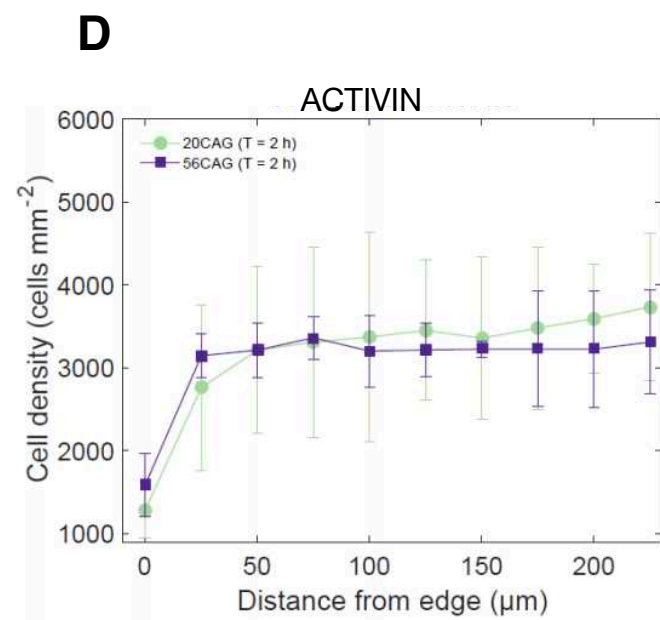 D
ACTIVIN
20CAG (T = 2 h)
56CAG (T = 2 h)
6000
5000
4000
3000
2000
1000
Cell density (cells mm⁻²)
0 50 100 150 200
Distance from edge (μm)